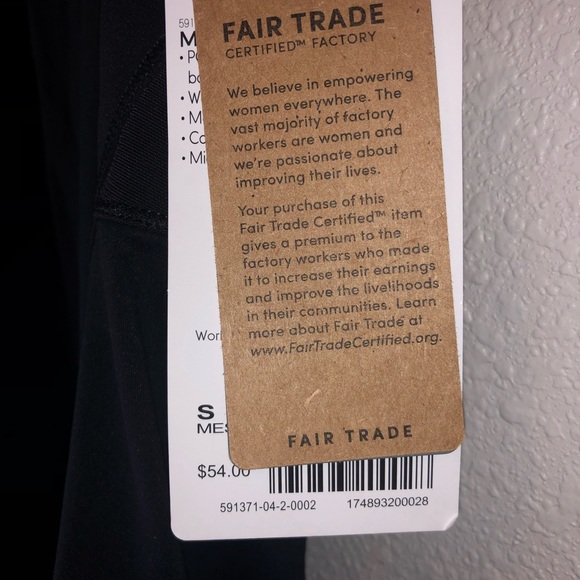 591
FAIR TRADE
CERTIFIED™ FACTORY
We believe in empowering
women everywhere. The
vast majority of factory
workers are women and
we're passionate about
improving their lives.
Your purchase of this
Fair Trade Certified™ item
gives a premium to the
factory workers who made
it to increase their earnings
and improve the livelihoods
in their communities. Learn
more about Fair Trade at
www.FairTradeCertified.org.
FAIR TRADE
S
$54.00
591371-04-2-0002 174893200028